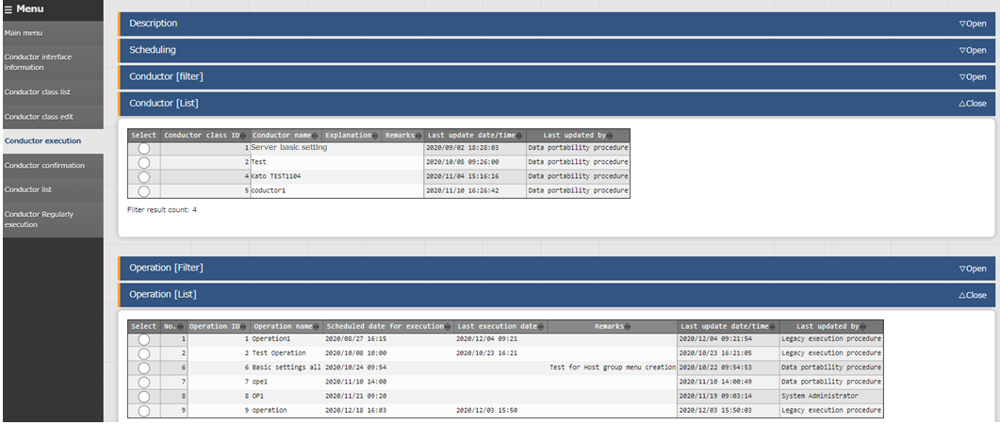 ☰ Menu
Main menu
Conductor interface
information
Conductor class list
Conductor class edit
Conductor execution
Conductor confirmation
Conductor list
Conductor Regularly
execution
Description ▽Open
Scheduling ▽Open
Conductor [filter] ▽Open
Conductor [List] △Close
Select Conductor class ID Conductor name Explanation Remarks Last update date/time Last updated by
1 Server basic setting 2020/09/02 18:28:03 Data portability procedure
2 Test 2020/10/08 09:26:00 Data portability procedure
4 Kato TEST1104 2020/11/04 15:16:16 Data portability procedure
5 coductor1 2020/11/10 16:26:42 Data portability procedure
Filter result count: 4
Operation [Filter] ▽Open
Operation [List] △Close
Select No. Operation ID Operation name Scheduled date for execution Last execution date Remarks Last update date/time Last updated by
1 1 Operation1 2020/08/27 16:15 2020/12/04 09:21 2020/12/04 09:21:54 Legacy execution procedure
2 2 Test Operation 2020/10/08 10:00 2020/10/23 16:21 2020/10/23 16:21:05 Legacy execution procedure
6 6 Basic settings all 2020/10/24 09:54 Test for Host group menu creation 2020/10/22 09:54:53 Data portability procedure
7 7 ope1 2020/11/10 14:00 2020/11/10 14:00:49 Data portability procedure
8 8 OP1 2020/11/21 09:20 2020/11/19 09:03:14 System Administrator
9 9 operation 2020/12/18 16:03 2020/12/03 15:50 2020/12/03 15:50:03 Legacy execution procedure